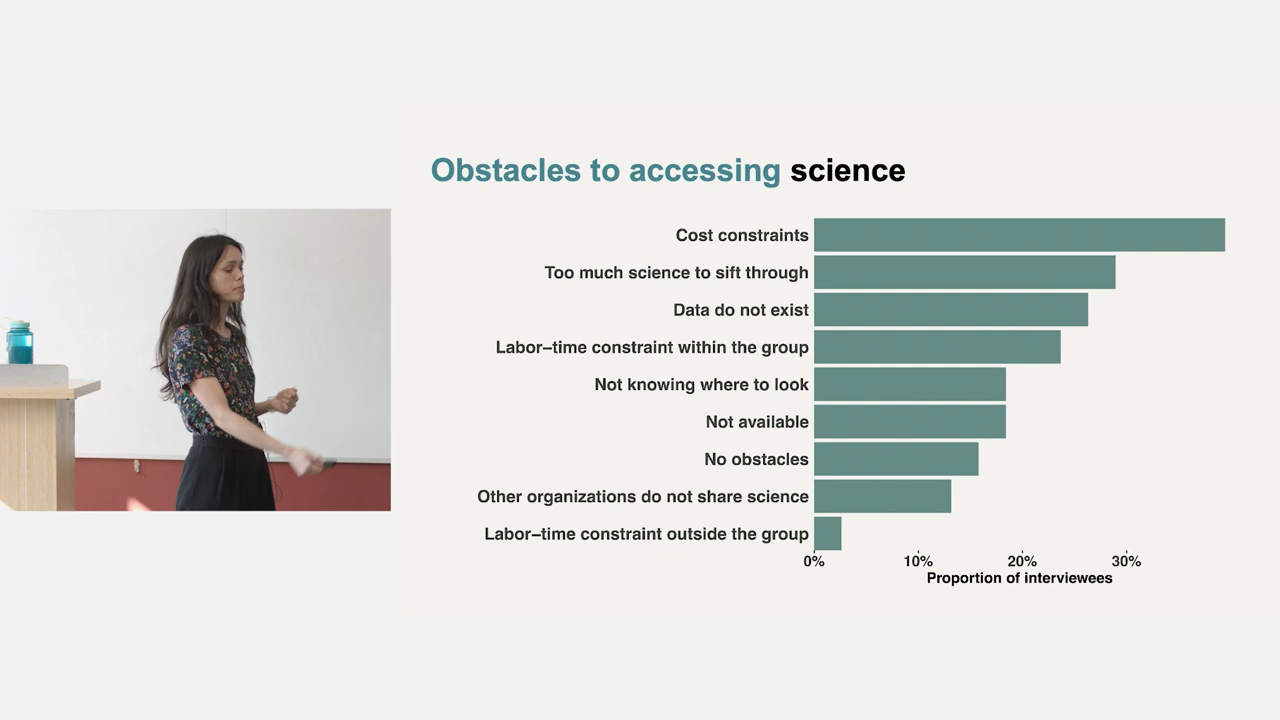 Obstacles to accessing science
Cost constraints
Too much science to sift through
Data do not exist
Labor–time constraint within the group
Not knowing where to look
Not available
No obstacles
Other organizations do not share science
Labor–time constraint outside the group
0% 10% 20% 30%
Proportion of interviewees